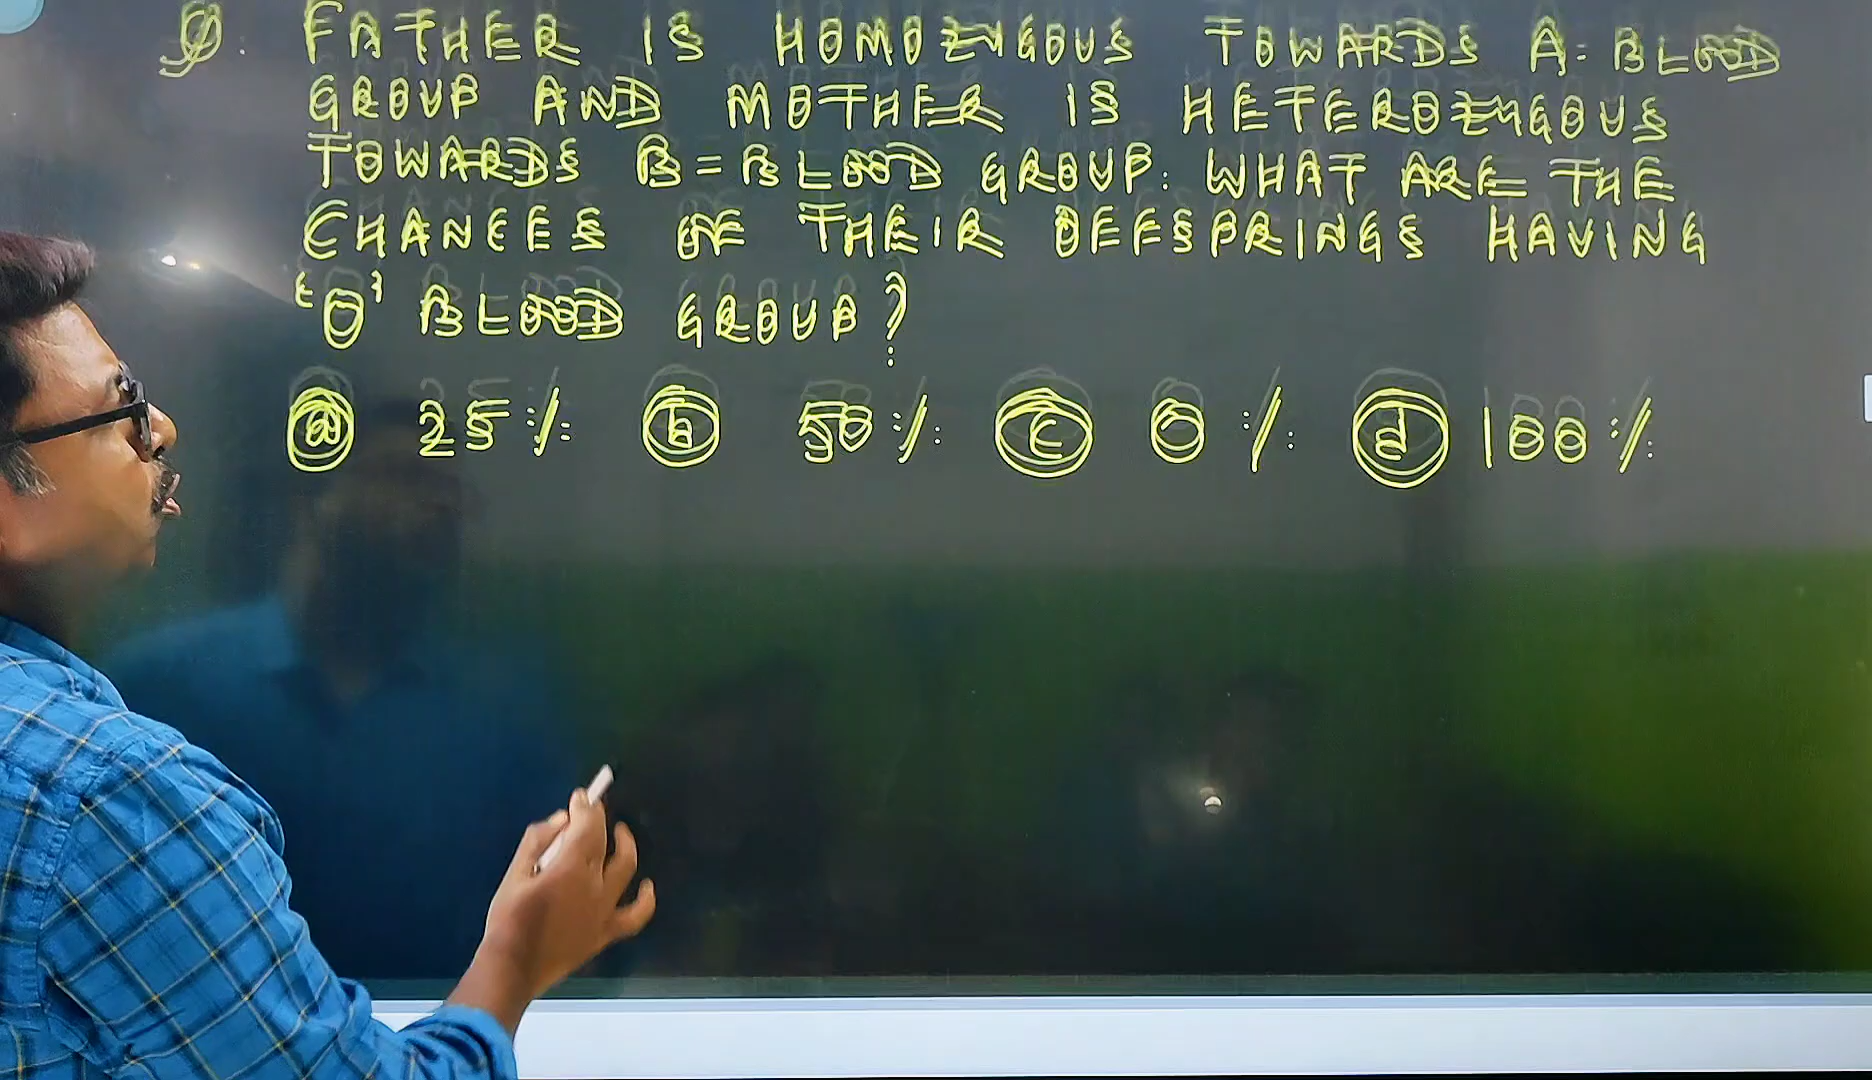 Q. FATHER IS HOMOZYGOUS TOWARDS A-BLOOD
GROUP AND MOTHER IS HETEROZYGOUS
TOWARDS B-BLOOD GROUP. WHAT ARE THE
CHANCES OF THEIR OFFSPRINGS HAVING
'O' BLOOD GROUP?
(a) 25% (b) 50% (c) 0% (d) 100%